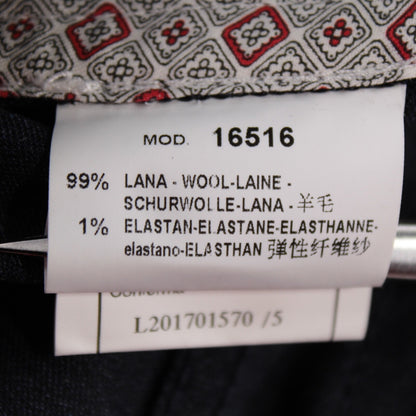 MOD. 16516
99% LANA - WOOL-LAINE -
SCHURWOLLE-LANA - 羊毛
1% ELASTAN-ELASTANE-ELASTHANNE-
elastano-ELASTHAN 弹性纤维纱
L201701570 /5